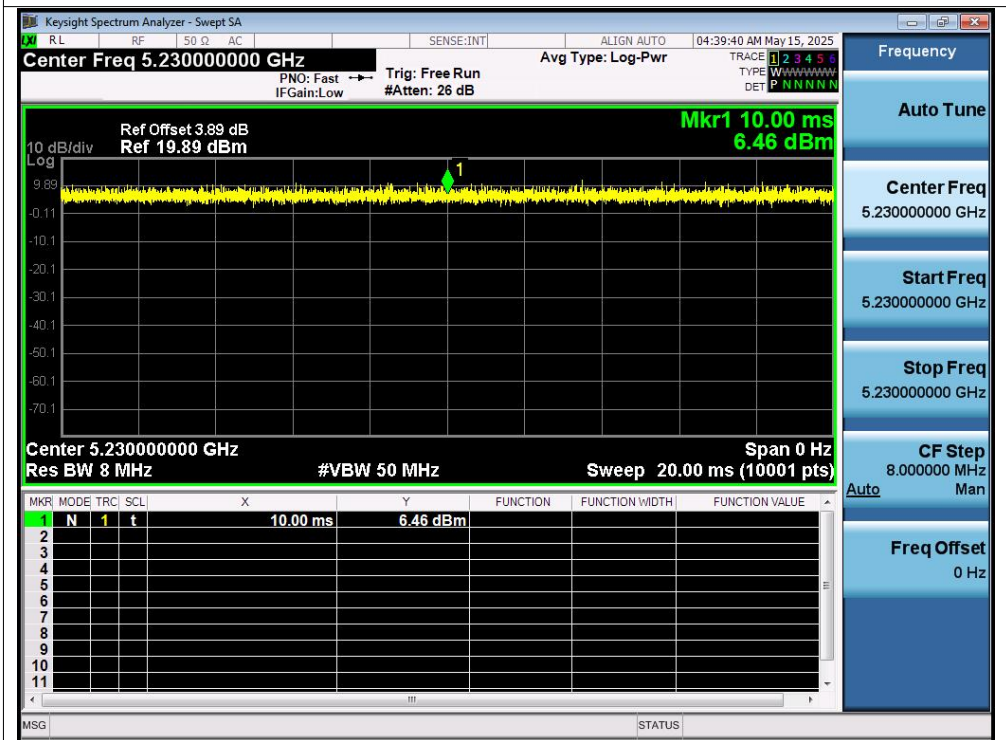 Keysight Spectrum Analyzer - Swept SA
LXI RL RF 50 Ω AC SENSE:INT ALIGN AUTO 04:39:40 AM May 15, 2025
Center Freq 5.230000000 GHz
PNO: Fast
IFGain:Low
Trig: Free Run
#Atten: 26 dB
Avg Type: Log-Pwr
TRACE 1 2 3 4 5 6
TYPE WWWWWW
DET P N N N N N
Ref Offset 3.89 dB
10 dB/div Ref 19.89 dBm
Log
Mkr1 10.00 ms
6.46 dBm
1
9.89
-0.11
-10.1
-20.1
-30.1
-40.1
-50.1
-60.1
-70.1
Center 5.230000000 GHz Span 0 Hz
Res BW 8 MHz #VBW 50 MHz Sweep 20.00 ms (10001 pts)
MKR MODE TRC SCL X Y FUNCTION FUNCTION WIDTH FUNCTION VALUE
1 N 1 t 10.00 ms 6.46 dBm
2
3
4
5
6
7
8
9
10
11
MSG STATUS
Frequency
Auto Tune
Center Freq
5.230000000 GHz
Start Freq
5.230000000 GHz
Stop Freq
5.230000000 GHz
CF Step
8.000000 MHz
Auto Man
Freq Offset
0 Hz